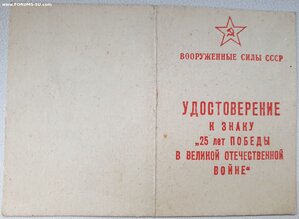 www.FORUMS-SU.com
ВООРУЖЕННЫЕ СИЛЫ СССР
УДОСТОВЕРЕНИЕ
К ЗНАКУ
„25 лет ПОБЕДЫ
В ВЕЛИКОЙ ОТЕЧЕСТВЕННОЙ
ВОЙНЕ"